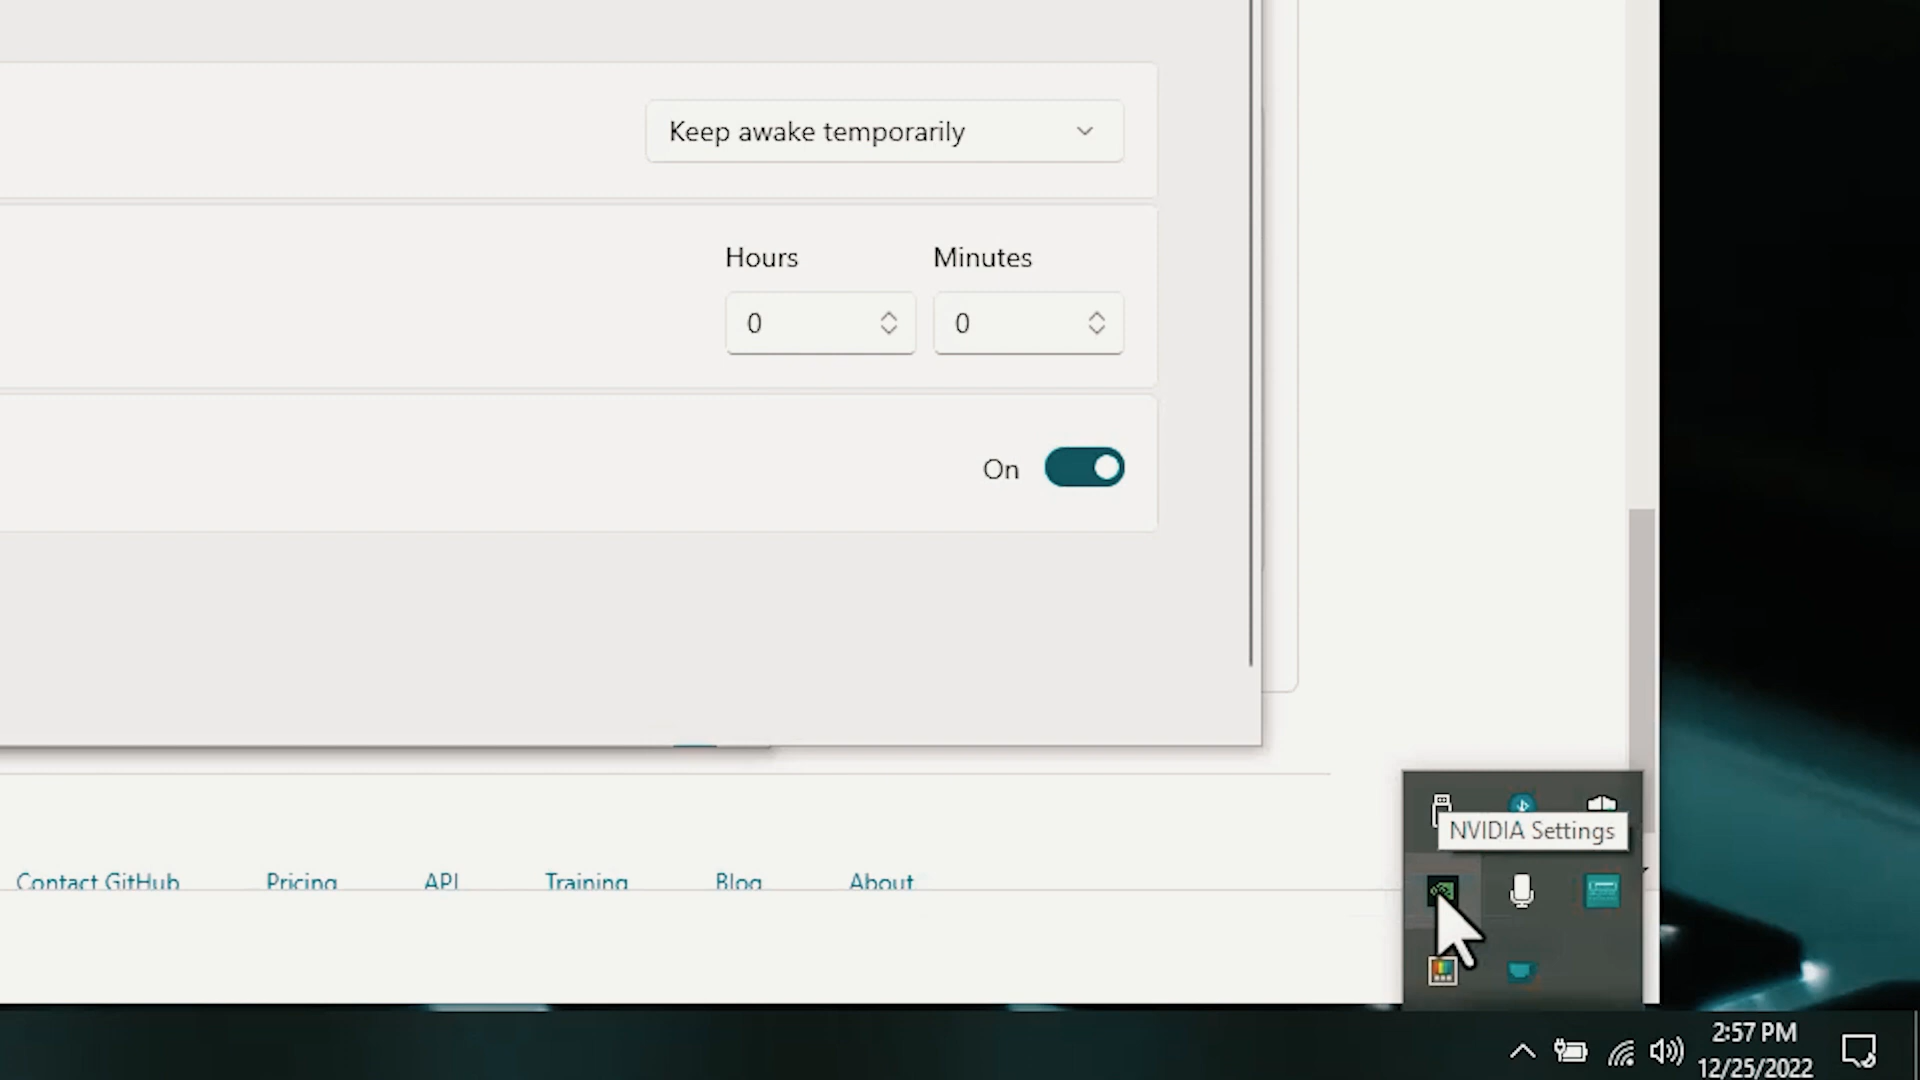 Keep awake temporarily
Hours Minutes
0 0
On
NVIDIA Settings
Contact GitHub Pricing API Training Blog About
2:57 PM
12/25/2022